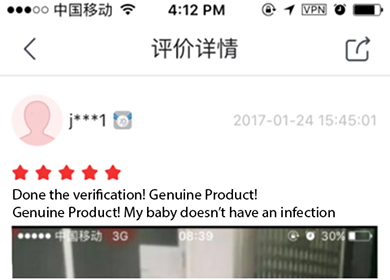 中国移动 4:12 PM VPN
评价详情
j***1 2017-01-24 15:45:01
Done the verification! Genuine Product!
Genuine Product! My baby doesn't have an infection
中国移动 3G 08:39 30%